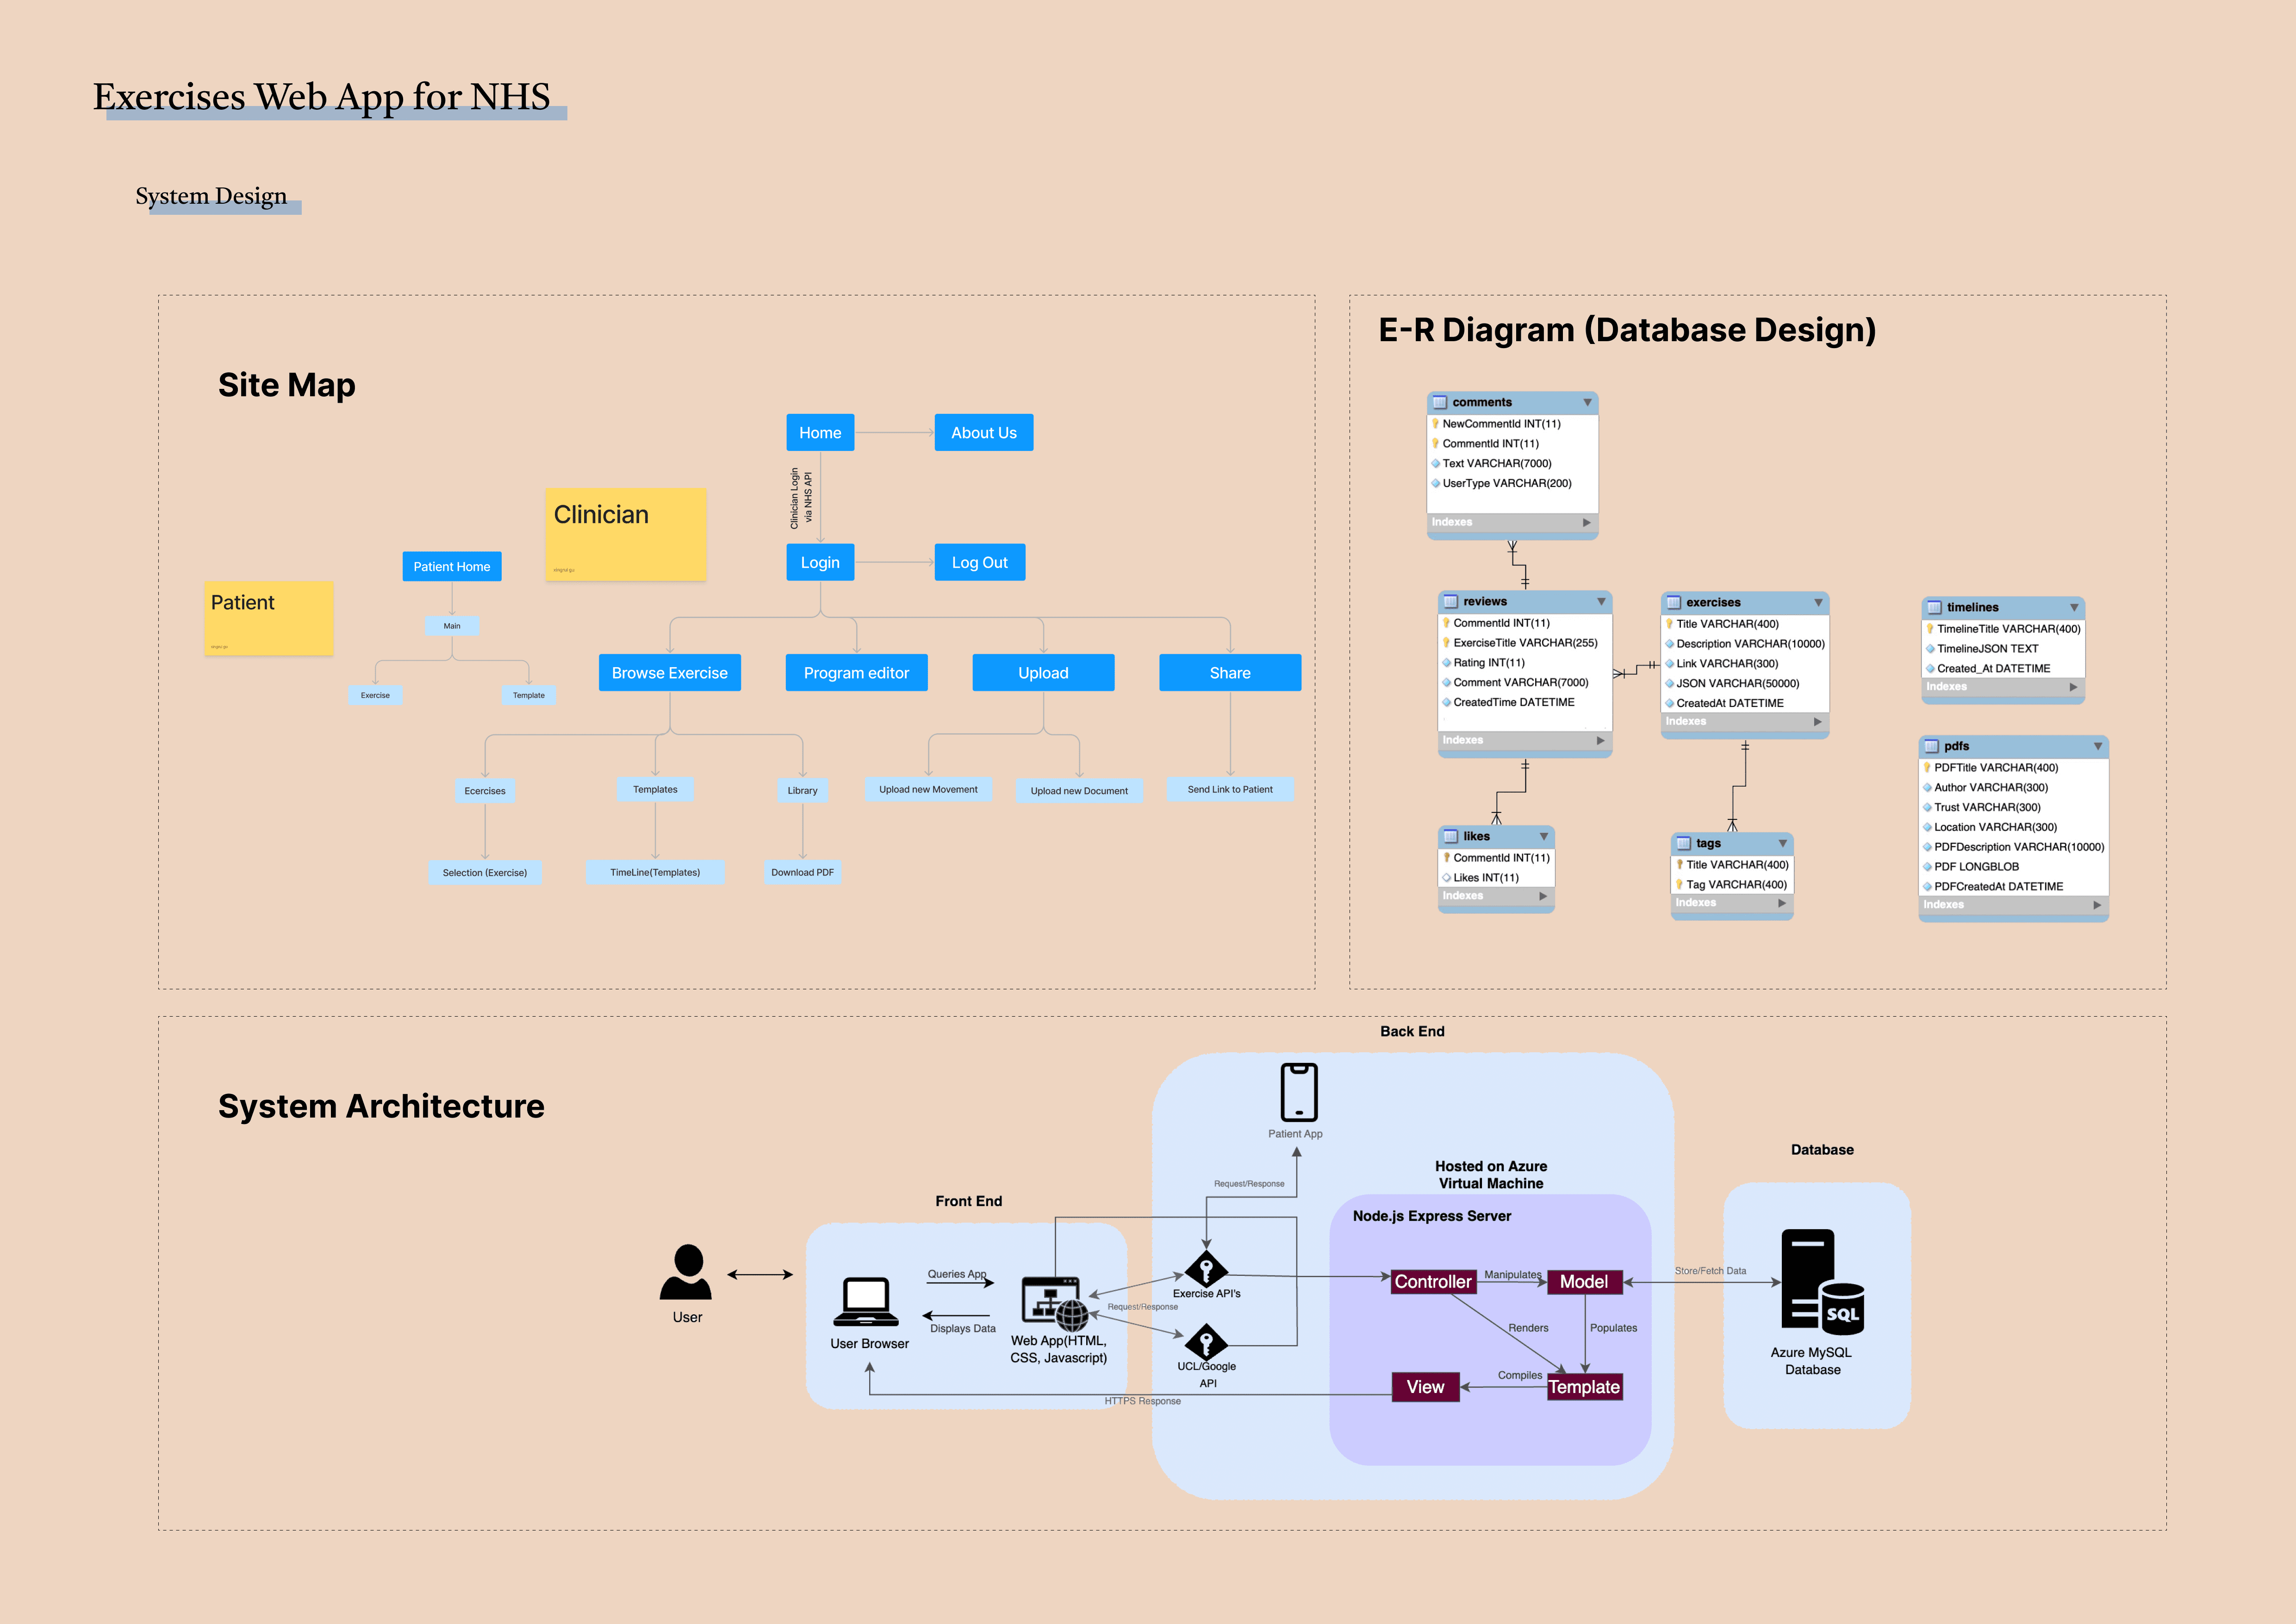 Exercises Web App for NHS
System Design
Site Map
Home
About Us
Clinician Login
via NHS API
Clinician
Login
Log Out
Patient Home
Patient
Main
Exercise
Template
Browse Exercise
Program editor
Upload
Share
Ecercises
Templates
Library
Upload new Movement
Upload new Document
Send Link to Patient
Selection (Exercise)
TimeLine(Templates)
Download PDF
E-R Diagram (Database Design)
comments
NewCommentId INT(11)
CommentId INT(11)
Text VARCHAR(7000)
UserType VARCHAR(200)
Indexes
reviews
CommentId INT(11)
ExerciseTitle VARCHAR(255)
Rating INT(11)
Comment VARCHAR(7000)
CreatedTime DATETIME
Indexes
exercises
Title VARCHAR(400)
Description VARCHAR(10000)
Link VARCHAR(300)
JSON VARCHAR(50000)
CreatedAt DATETIME
Indexes
timelines
TimelineTitle VARCHAR(400)
TimelineJSON TEXT
Created_At DATETIME
Indexes
pdfs
PDFTitle VARCHAR(400)
Author VARCHAR(300)
Trust VARCHAR(300)
Location VARCHAR(300)
PDFDescription VARCHAR(10000)
PDF LONGBLOB
PDFCreatedAt DATETIME
Indexes
likes
CommentId INT(11)
Likes INT(11)
Indexes
tags
Title VARCHAR(400)
Tag VARCHAR(400)
Indexes
System Architecture
Back End
Patient App
Request/Response
Hosted on Azure
Virtual Machine
Database
Front End
Node.js Express Server
User
Queries App
Displays Data
User Browser
Web App(HTML,
CSS, Javascript)
Exercise API's
Request/Response
UCL/Google
API
Controller
Manipulates
Model
Store/Fetch Data
Renders
Populates
View
Compiles
Template
HTTPS Response
SQL
Azure MySQL
Database